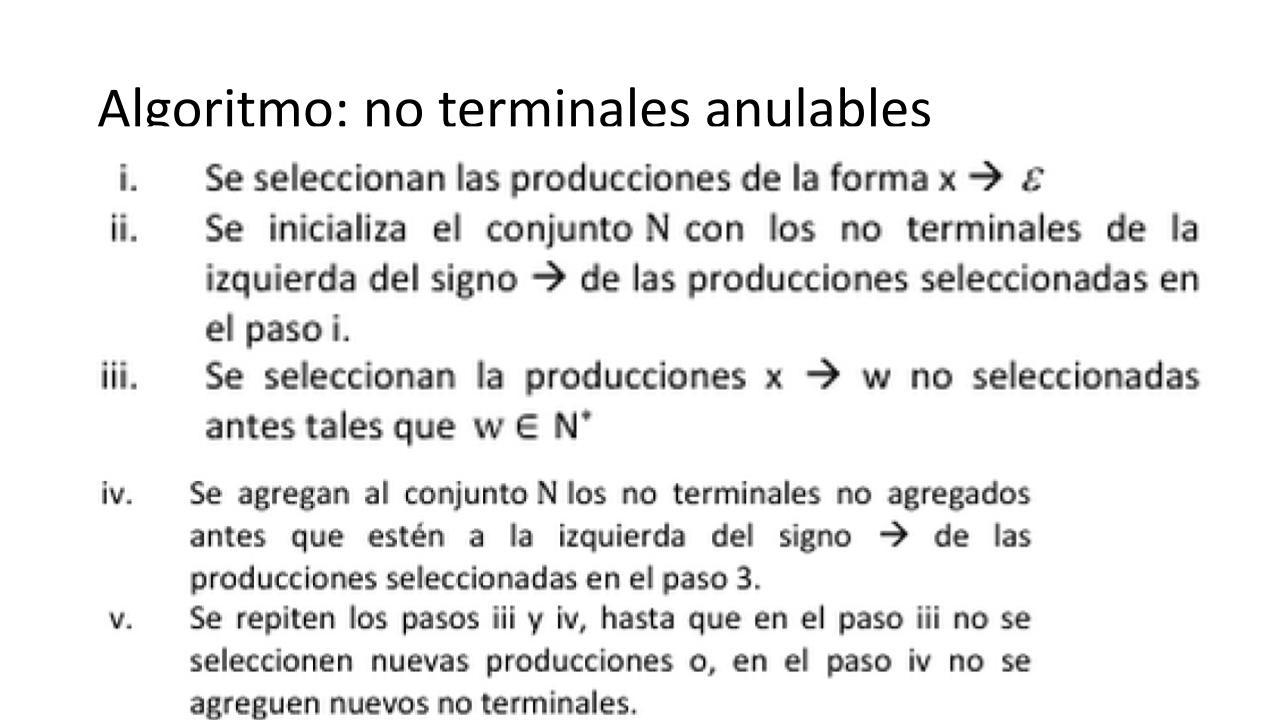 Algoritmo: no terminales anulables
i. Se seleccionan las producciones de la forma x → ε
ii. Se inicializa el conjunto N con los no terminales de la
izquierda del signo → de las producciones seleccionadas en
el paso i.
iii. Se seleccionan la producciones x → w no seleccionadas
antes tales que w ∈ N*
iv. Se agregan al conjunto N los no terminales no agregados
antes que estén a la izquierda del signo → de las
producciones seleccionadas en el paso 3.
v. Se repiten los pasos iii y iv, hasta que en el paso iii no se
seleccionen nuevas producciones o, en el paso iv no se
agreguen nuevos no terminales.